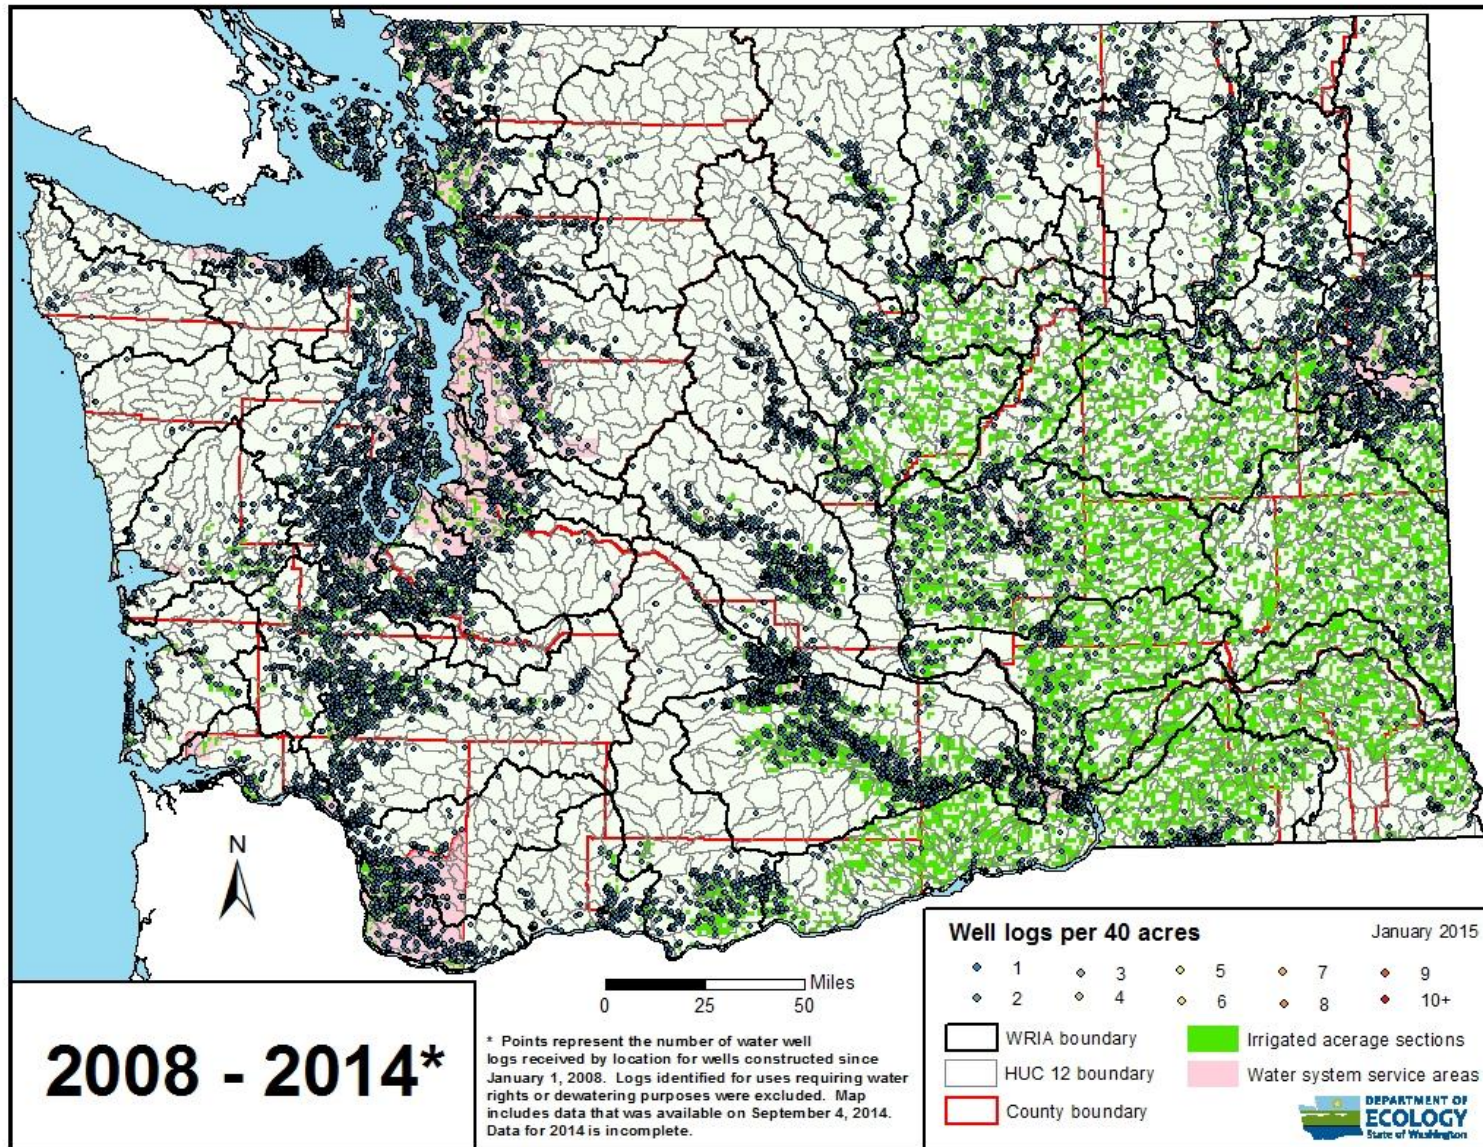 N
Miles
0 25 50
2008 - 2014*
* Points represent the number of water well
logs received by location for wells constructed since
January 1, 2008. Logs identified for uses requiring water
rights or dewatering purposes were excluded. Map
includes data that was available on September 4, 2014.
Data for 2014 is incomplete.
Well logs per 40 acres January 2015
1 3 5 7 9
2 4 6 8 10+
WRIA boundary Irrigated acerage sections
HUC 12 boundary Water system service areas
County boundary
DEPARTMENT OF
ECOLOGY
State of Washington